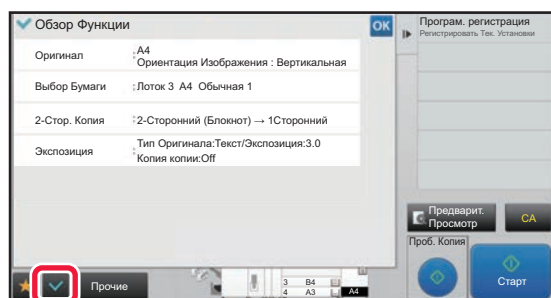 Обзор Функции
OK
Оригинал
:A4
Ориентация Изображения : Вертикальная
Выбор Бумаги
:Лоток 3 A4 Обычная 1
2-Стор. Копия
:2-Сторонний (Блокнот) → 1Сторонний
Экспозиция
:Тип Оригинала:Текст/Экспозиция:3.0
Копия копии:Off
Прочие
3 B4
4 A3
A4
Програм. регистрация
Регистрировать Тек. Установки
Предварит.
Просмотр
CA
Проб. Копия
Старт